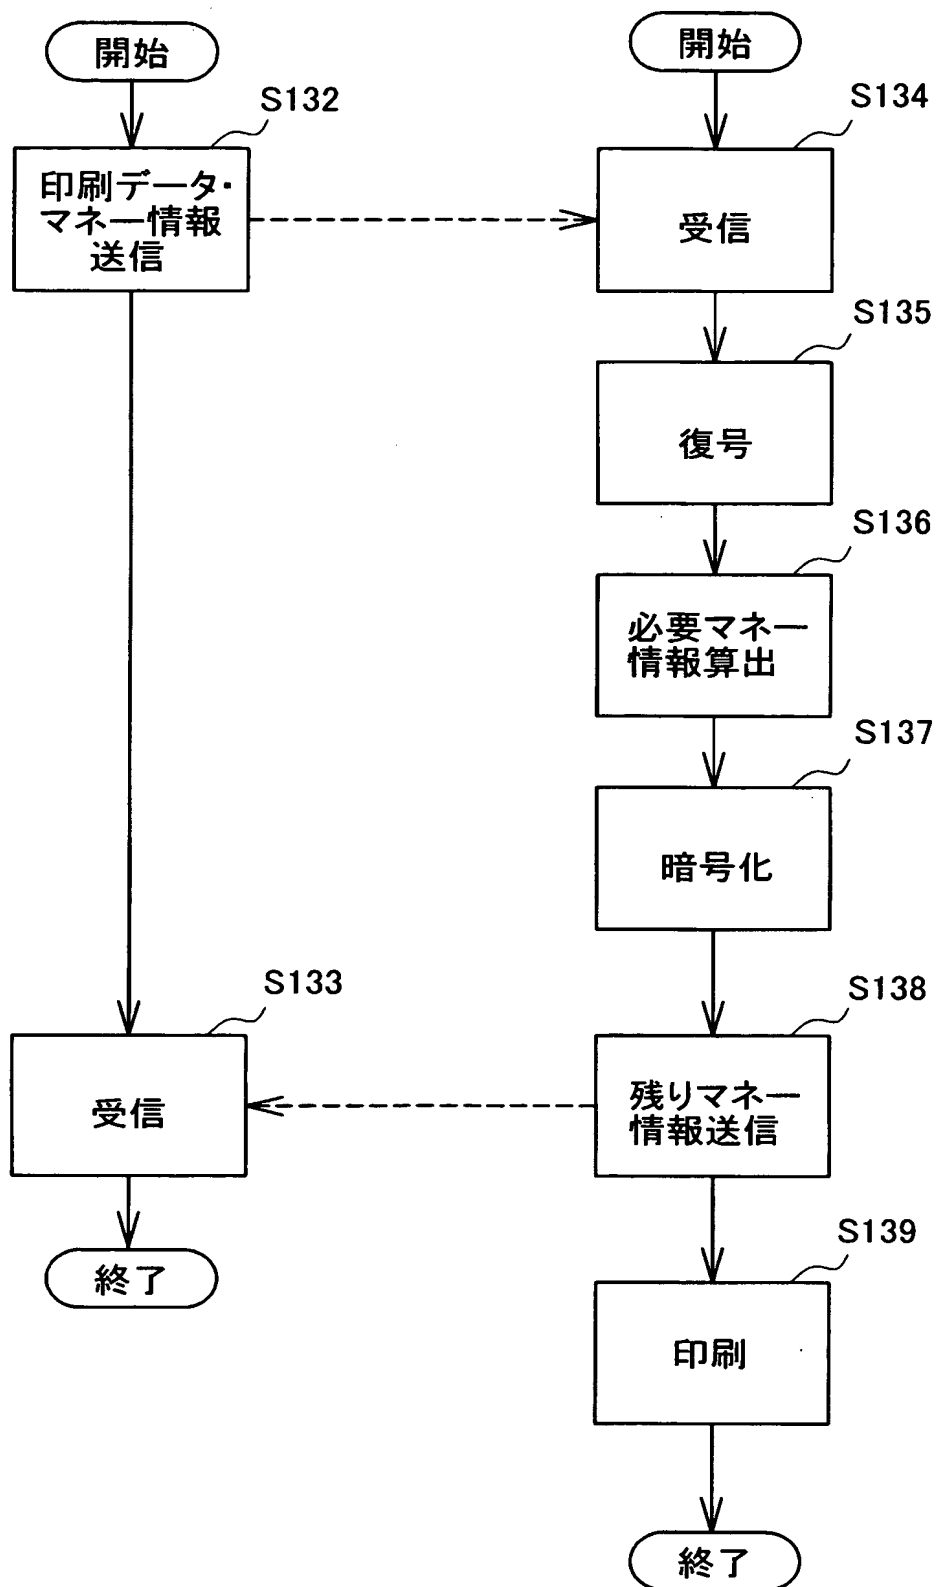 開始
S132
印刷データ・
マネー情報
送信
S133
受信
終了
開始
S134
受信
S135
復号
S136
必要マネー
情報算出
S137
暗号化
S138
残りマネー
情報送信
S139
印刷
終了